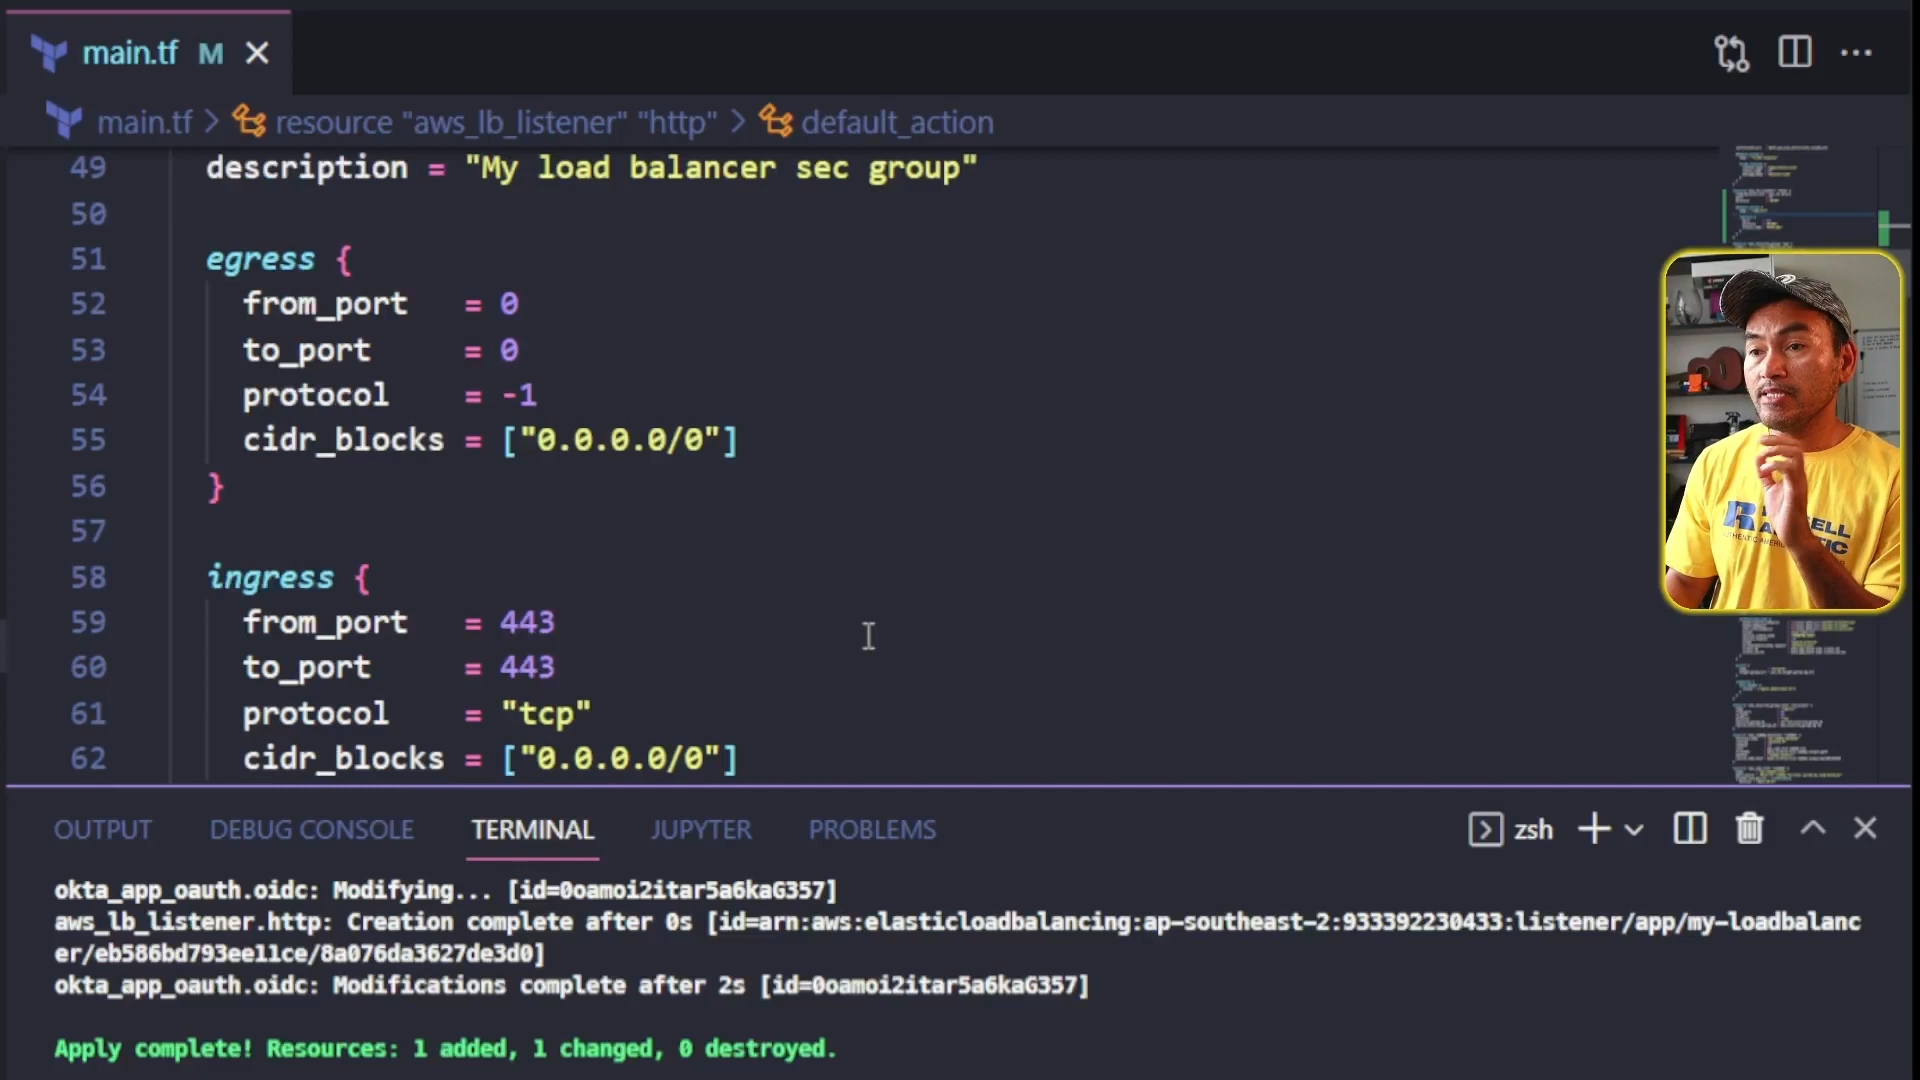 main.tf M
main.tf > resource "aws_lb_listener" "http" > default_action
49 description = "My load balancer sec group"
50
51 egress {
52 from_port = 0
53 to_port = 0
54 protocol = -1
55 cidr_blocks = ["0.0.0.0/0"]
56 }
57
58 ingress {
59 from_port = 443
60 to_port = 443
61 protocol = "tcp"
62 cidr_blocks = ["0.0.0.0/0"]
OUTPUT DEBUG CONSOLE TERMINAL JUPYTER PROBLEMS zsh
okta_app_oauth.oidc: Modifying... [id=0oamoi2itar5a6kaG357]
aws_lb_listener.http: Creation complete after 0s [id=arn:aws:elasticloadbalancing:ap-southeast-2:933392230433:listener/app/my-loadbalanc
er/eb586bd793ee11ce/8a076da3627de3d0]
okta_app_oauth.oidc: Modifications complete after 2s [id=0oamoi2itar5a6kaG357]
Apply complete! Resources: 1 added, 1 changed, 0 destroyed.